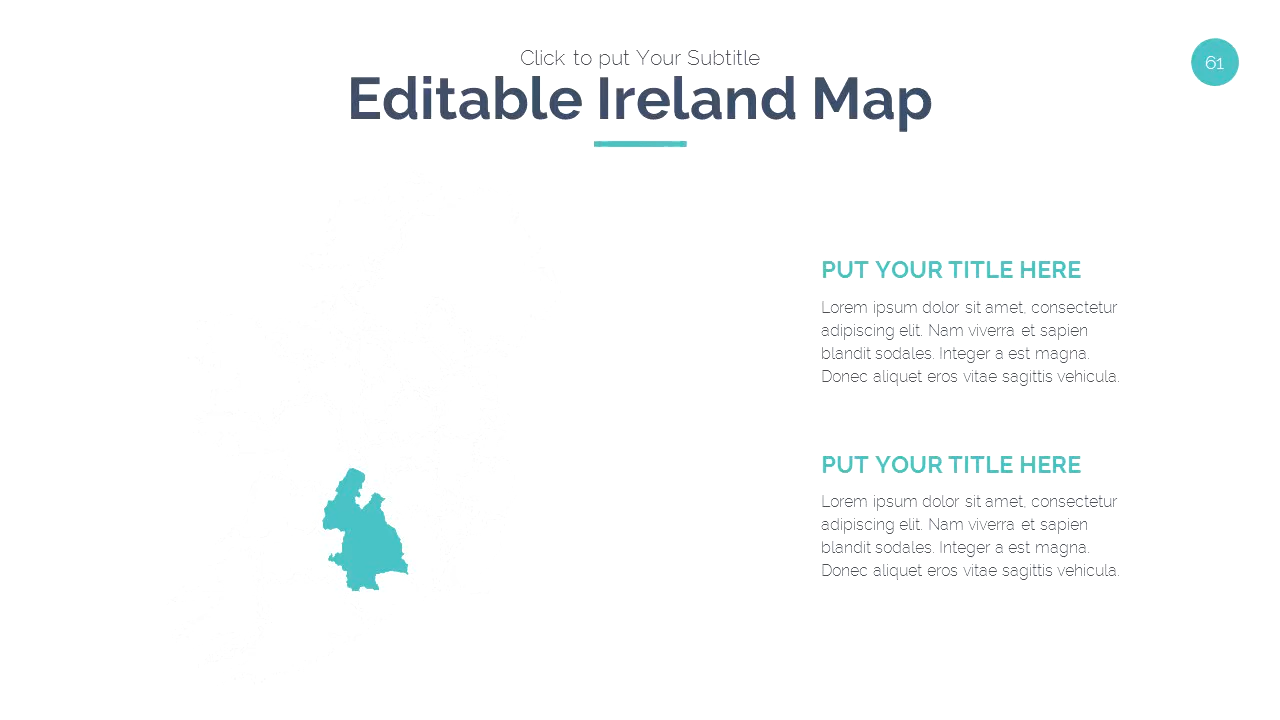 Click to put Your Subtitle
Editable Ireland Map
61
PUT YOUR TITLE HERE
Lorem ipsum dolor sit amet, consectetur
adipiscing elit. Nam viverra et sapien
blandit sodales. Integer a est magna.
Donec aliquet eros vitae sagittis vehicula.
PUT YOUR TITLE HERE
Lorem ipsum dolor sit amet, consectetur
adipiscing elit. Nam viverra et sapien
blandit sodales. Integer a est magna.
Donec aliquet eros vitae sagittis vehicula.